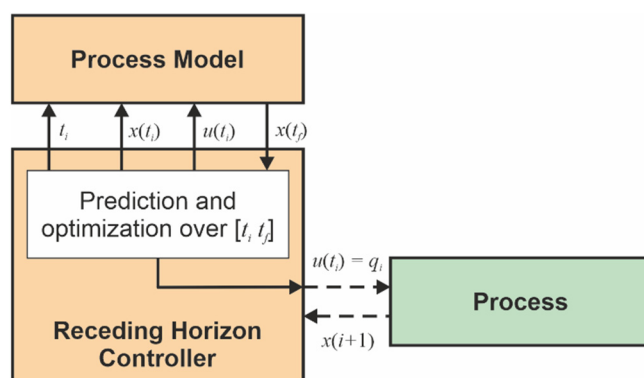 Process Model
t_i
x(t_i)
u(t_i)
x(t_f)
Prediction and
optimization over [t_i t_f]
u(t_i) = q_i
Process
x(i+1)
Receding Horizon
Controller